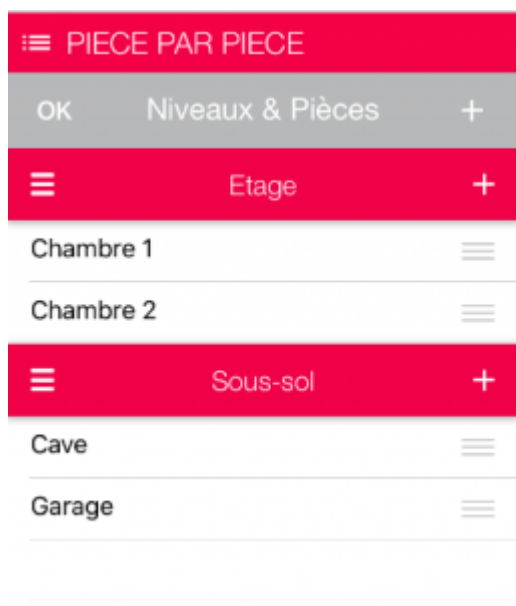 PIECE PAR PIECE
OK Niveaux & Pièces +
Etage +
Chambre 1
Chambre 2
Sous-sol +
Cave
Garage